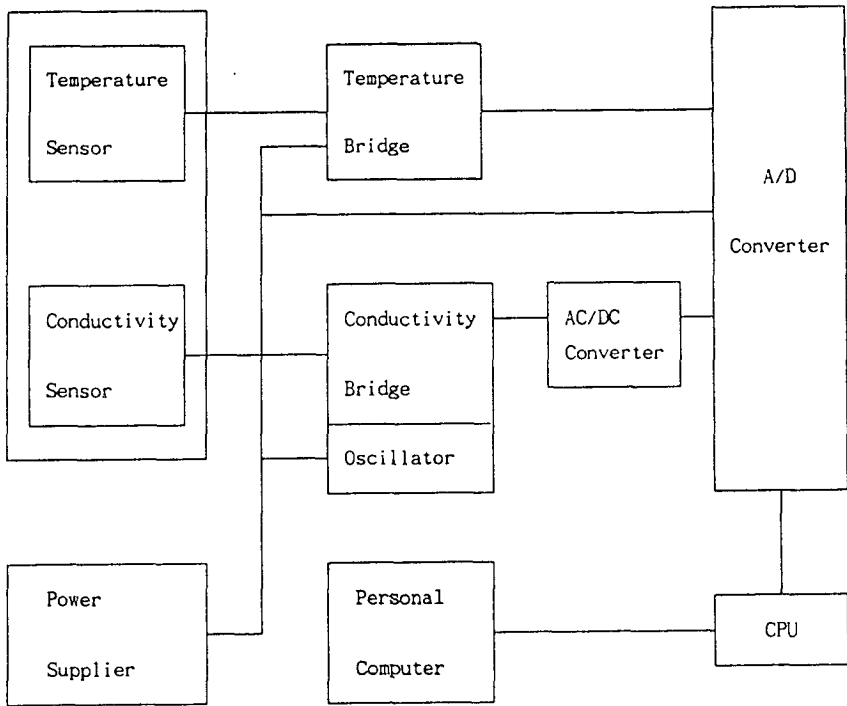 Temperature
Sensor
Temperature
Bridge
A/D
Converter
Conductivity
Sensor
Conductivity
Bridge
Oscillator
AC/DC
Converter
Power
Supplier
Personal
Computer
CPU